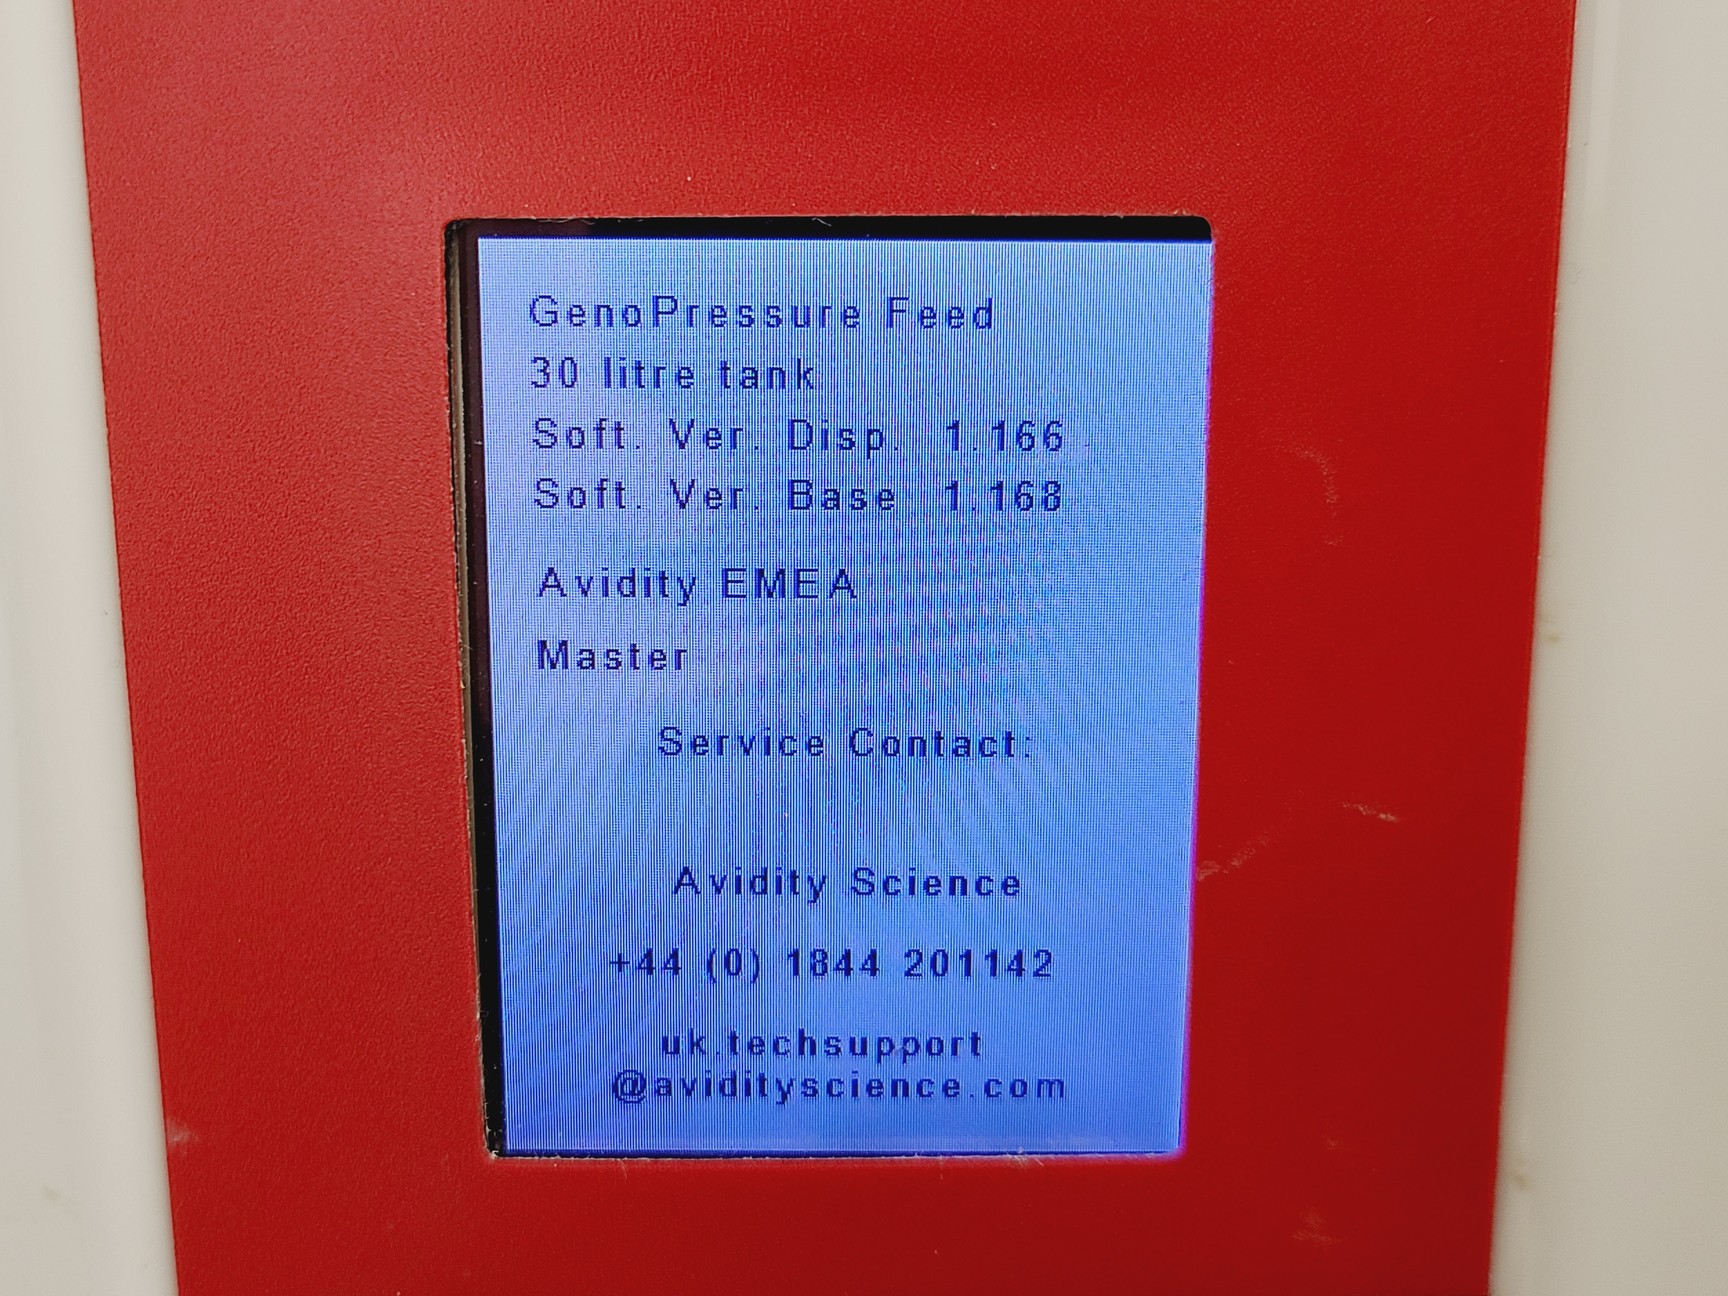 GenoPressure Feed
30 litre tank
Soft. Ver. Disp. 1.166
Soft. Ver. Base 1.168
Avidity EMEA
Master
Service Contact:
Avidity Science
+44 (0) 1844 201142
uk.techsupport
@avidityscience.com